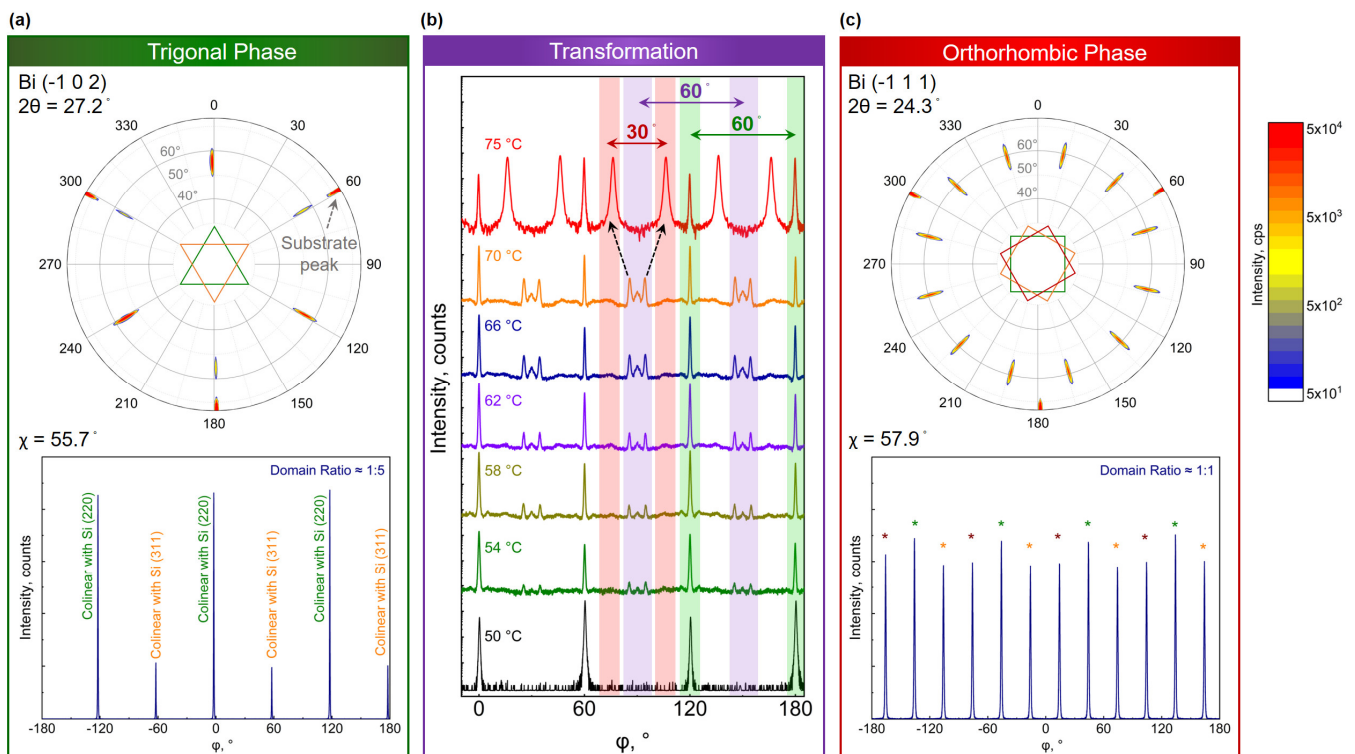 (a)
Trigonal Phase
Bi (-1 0 2)
2θ = 27.2°
0
330
30
60°
50°
40°
300
60
Substrate
peak
270
90
240
120
210
150
180
χ = 55.7°
Domain Ratio ≈ 1:5
Colinear with Si (220)
Colinear with Si (311)
Colinear with Si (220)
Colinear with Si (311)
Colinear with Si (220)
Colinear with Si (311)
Intensity, counts
-180
-120
-60
0
60
120
180
φ, °
(b)
Transformation
60°
30°
60°
75 °C
70 °C
66 °C
62 °C
58 °C
54 °C
50 °C
Intensity, counts
0
60
120
180
φ, °
(c)
Orthorhombic Phase
Bi (-1 1 1)
2θ = 24.3°
0
330
30
60°
50°
40°
300
60
270
90
240
120
210
150
180
χ = 57.9°
Domain Ratio ≈ 1:1
* * * * * * * * * * * *
Intensity, counts
-180
-120
-60
0
60
120
180
φ, °
Intensity, cps
5x10⁴
5x10³
5x10²
5x10¹